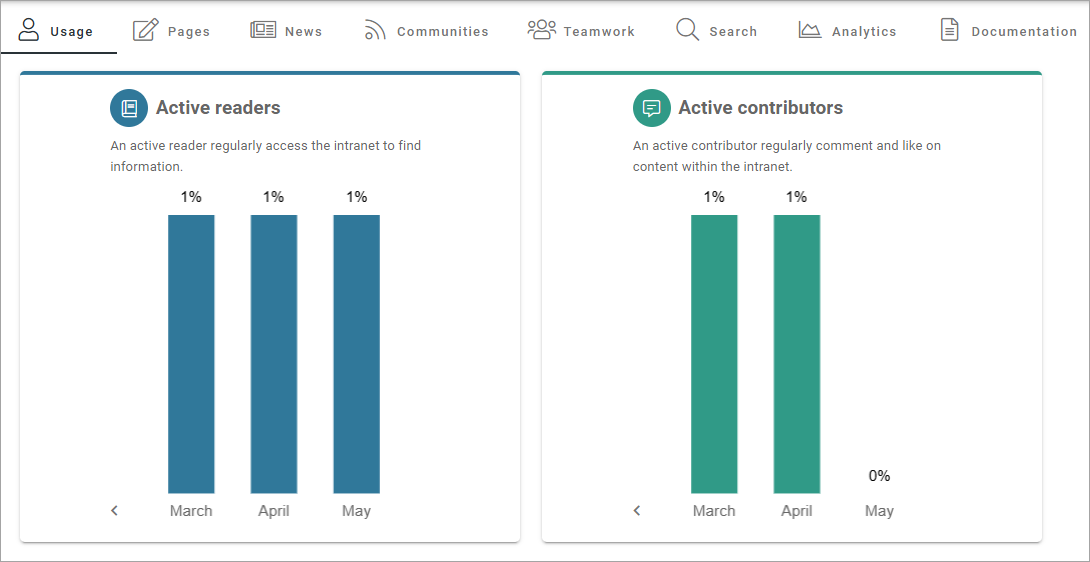 Usage Pages News Communities Teamwork Search Analytics Documentation
Active readers
An active reader regularly access the intranet to find
information.
1% 1% 1%
March April May
Active contributors
An active contributor regularly comment and like on
content within the intranet.
1% 1%
0%
March April May